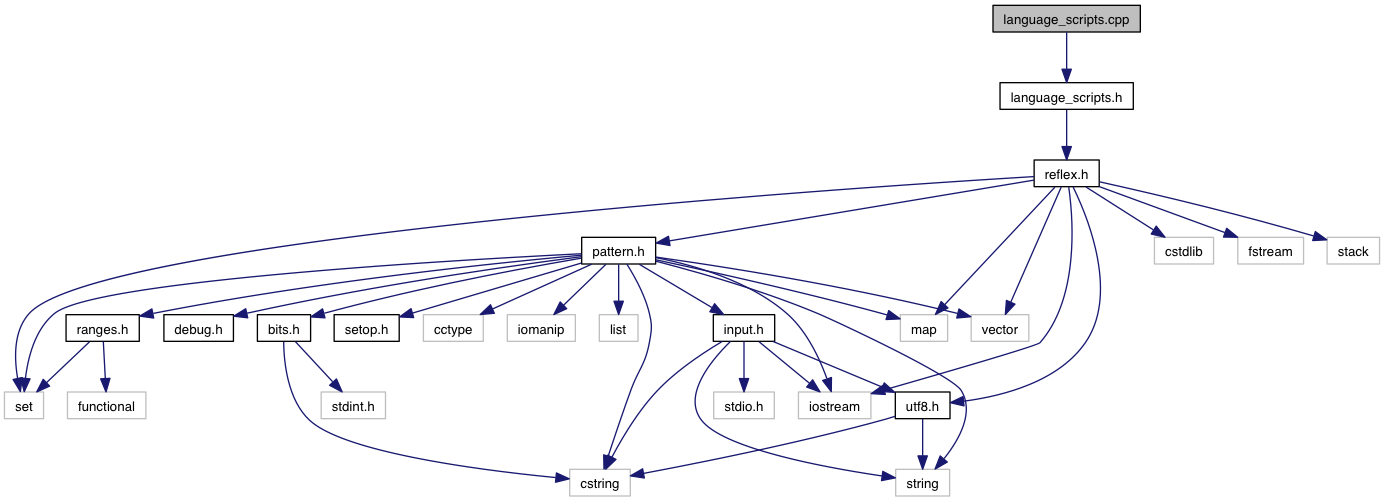 language_scripts.cpp
language_scripts.h
reflex.h
pattern.h
cstdlib
fstream
stack
ranges.h
debug.h
bits.h
setop.h
cctype
iomanip
list
input.h
map
vector
set
functional
stdint.h
stdio.h
iostream
utf8.h
cstring
string